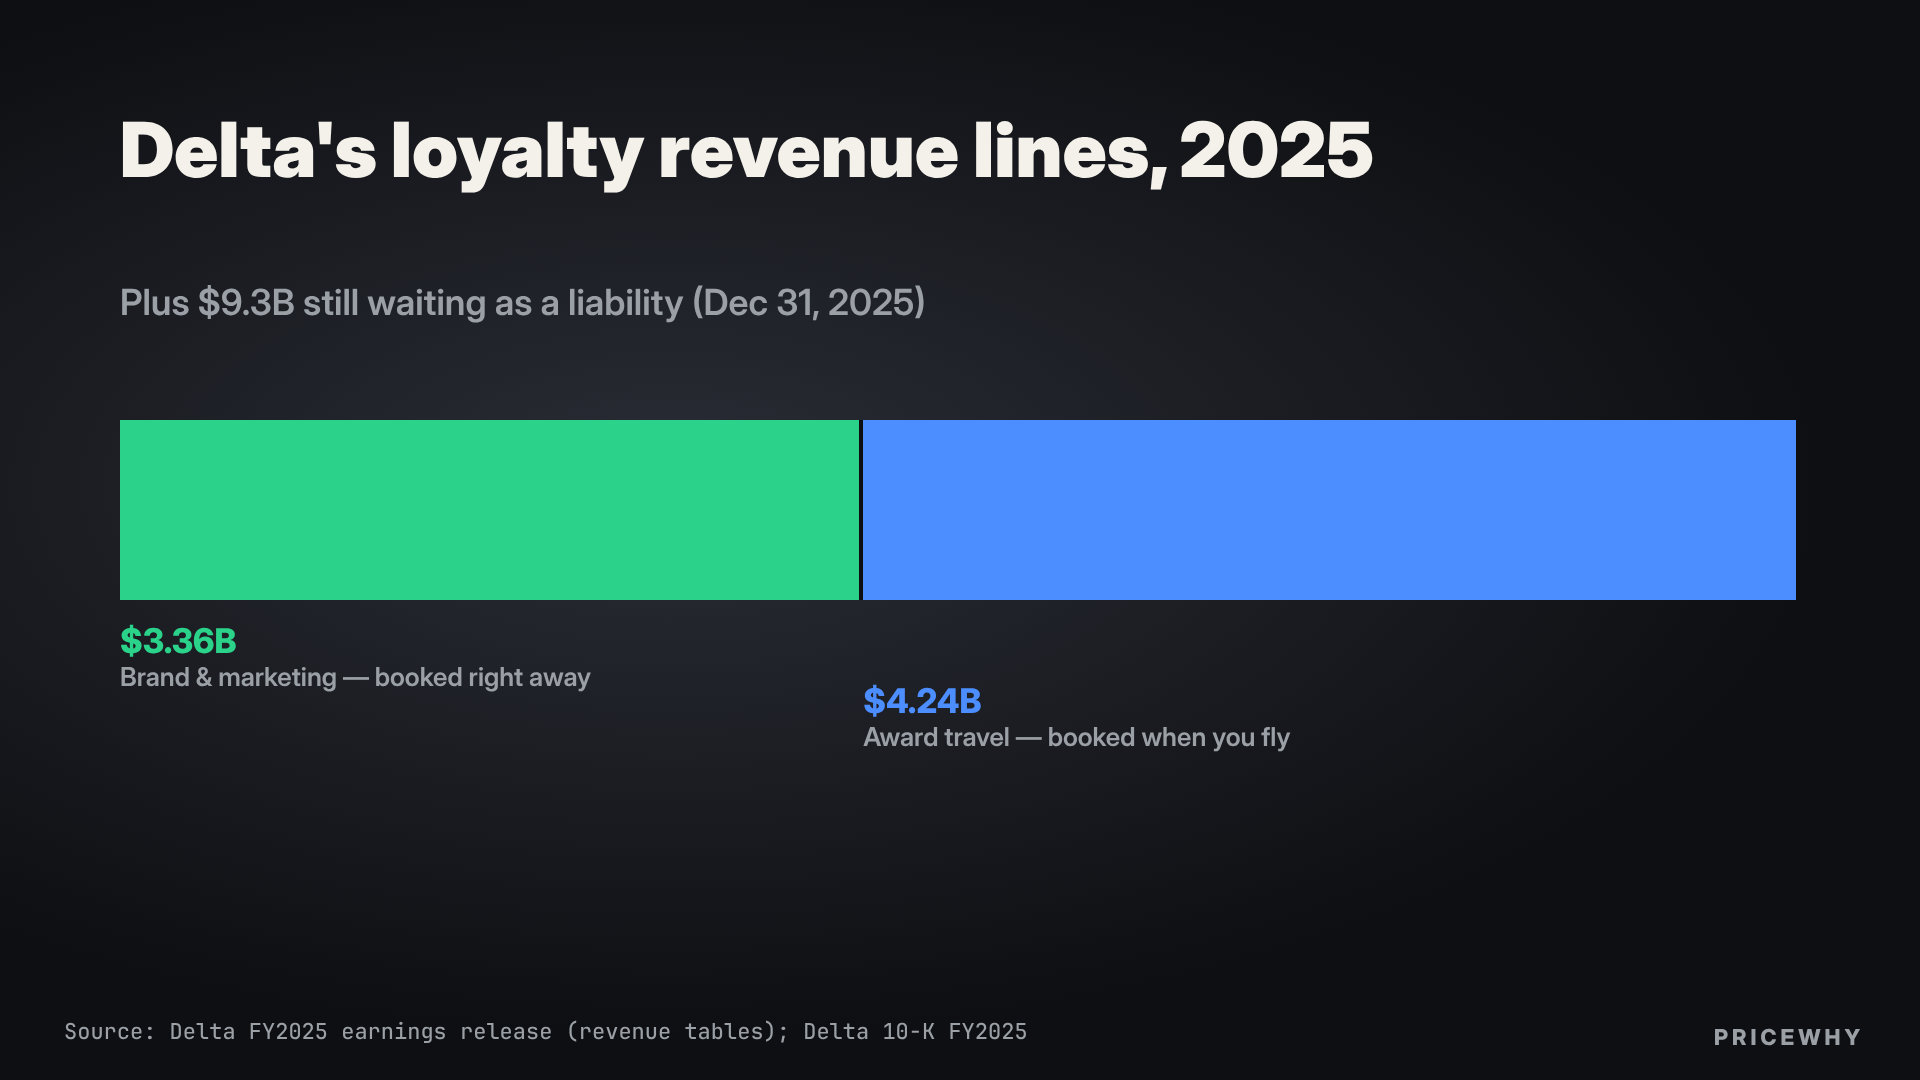 Delta's loyalty revenue lines, 2025
Plus $9.3B still waiting as a liability (Dec 31, 2025)
$3.36B
Brand & marketing — booked right away
$4.24B
Award travel — booked when you fly
Source: Delta FY2025 earnings release (revenue tables); Delta 10-K FY2025
PRICEWHY